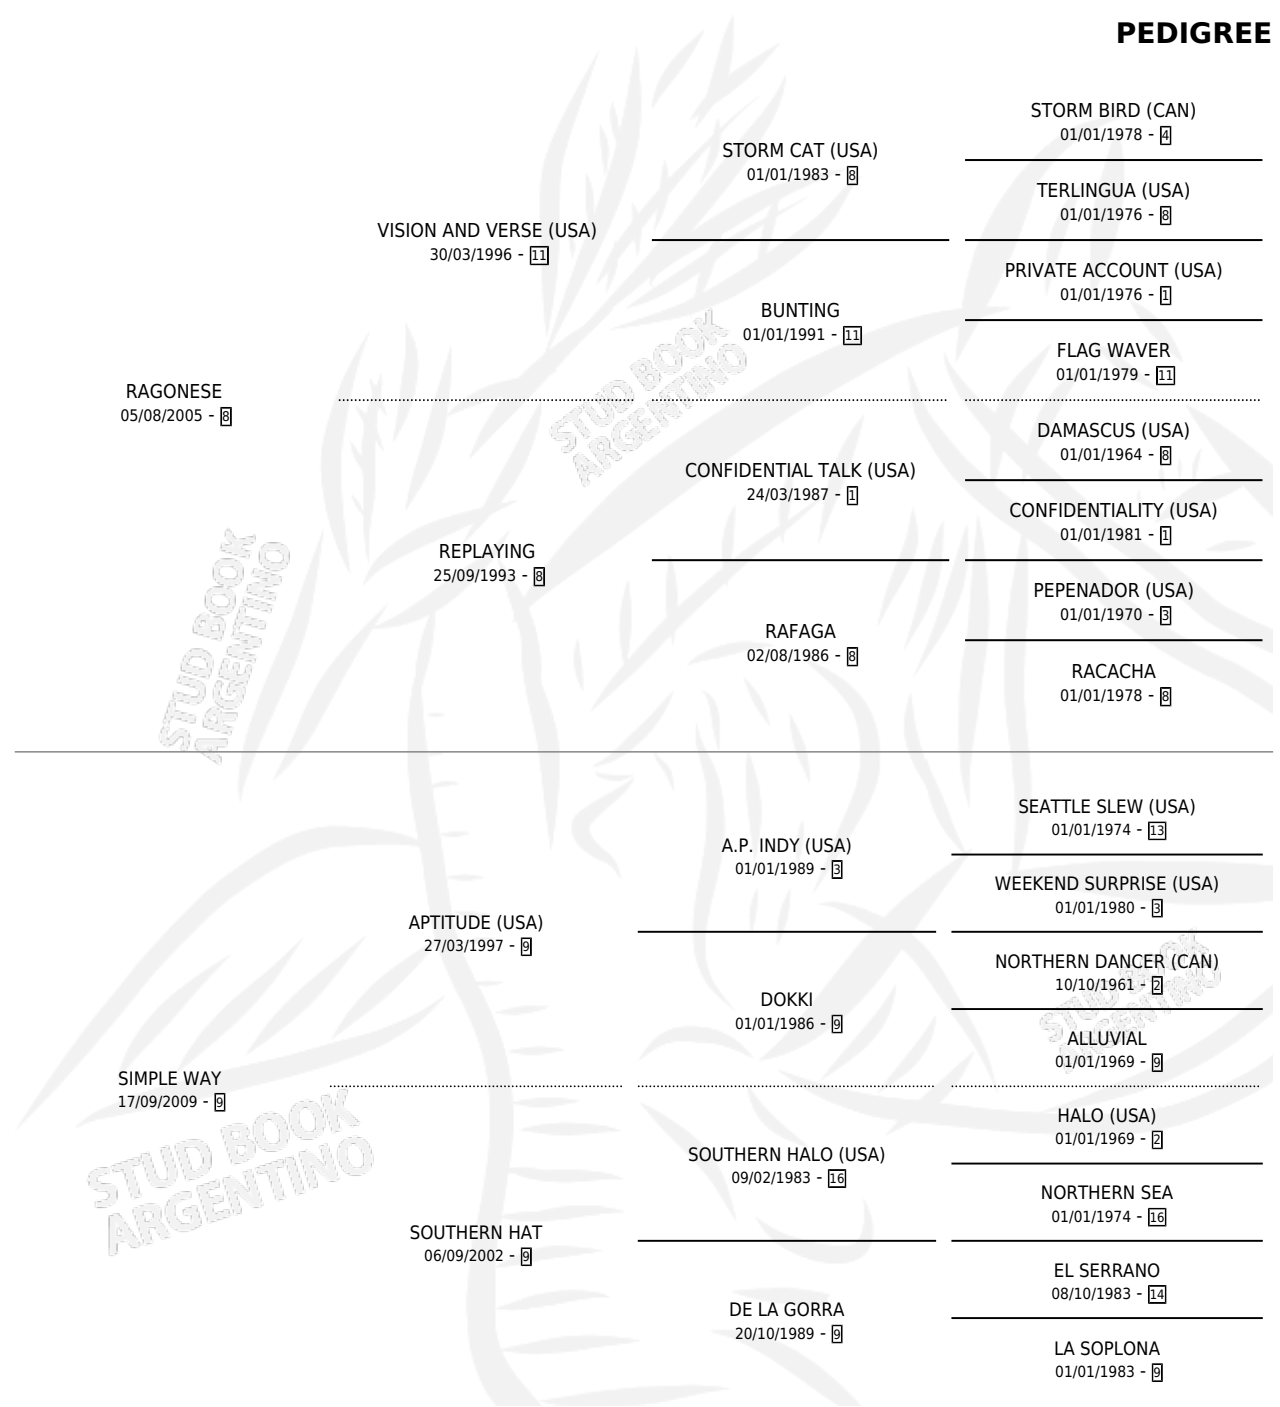 PEDIGREE
RAGONESE
05/08/2005 - 8
VISION AND VERSE (USA)
30/03/1996 - 11
REPLAYING
25/09/1993 - 8
STORM CAT (USA)
01/01/1983 - 8
BUNTING
01/01/1991 - 11
CONFIDENTIAL TALK (USA)
24/03/1987 - 1
RAFAGA
02/08/1986 - 8
STORM BIRD (CAN)
01/01/1978 - 4
TERLINGUA (USA)
01/01/1976 - 8
PRIVATE ACCOUNT (USA)
01/01/1976 - 1
FLAG WAVER
01/01/1979 - 11
DAMASCUS (USA)
01/01/1964 - 8
CONFIDENTIALITY (USA)
01/01/1981 - 1
PEPENADOR (USA)
01/01/1970 - 3
RACACHA
01/01/1978 - 8
SIMPLE WAY
17/09/2009 - 9
APTITUDE (USA)
27/03/1997 - 9
SOUTHERN HAT
06/09/2002 - 9
A.P. INDY (USA)
01/01/1989 - 3
DOKKI
01/01/1986 - 9
SOUTHERN HALO (USA)
09/02/1983 - 16
DE LA GORRA
20/10/1989 - 9
SEATTLE SLEW (USA)
01/01/1974 - 13
WEEKEND SURPRISE (USA)
01/01/1980 - 3
NORTHERN DANCER (CAN)
10/10/1961 - 2
ALLUVIAL
01/01/1969 - 9
HALO (USA)
01/01/1969 - 2
NORTHERN SEA
01/01/1974 - 16
EL SERRANO
08/10/1983 - 14
LA SOPLONA
01/01/1983 - 9
STUD BOOK
ARGENTINO
STUD BOOK
ARGENTINO
STUD BOOK
ARGENTINO
STUD BOOK
ARGENTINO